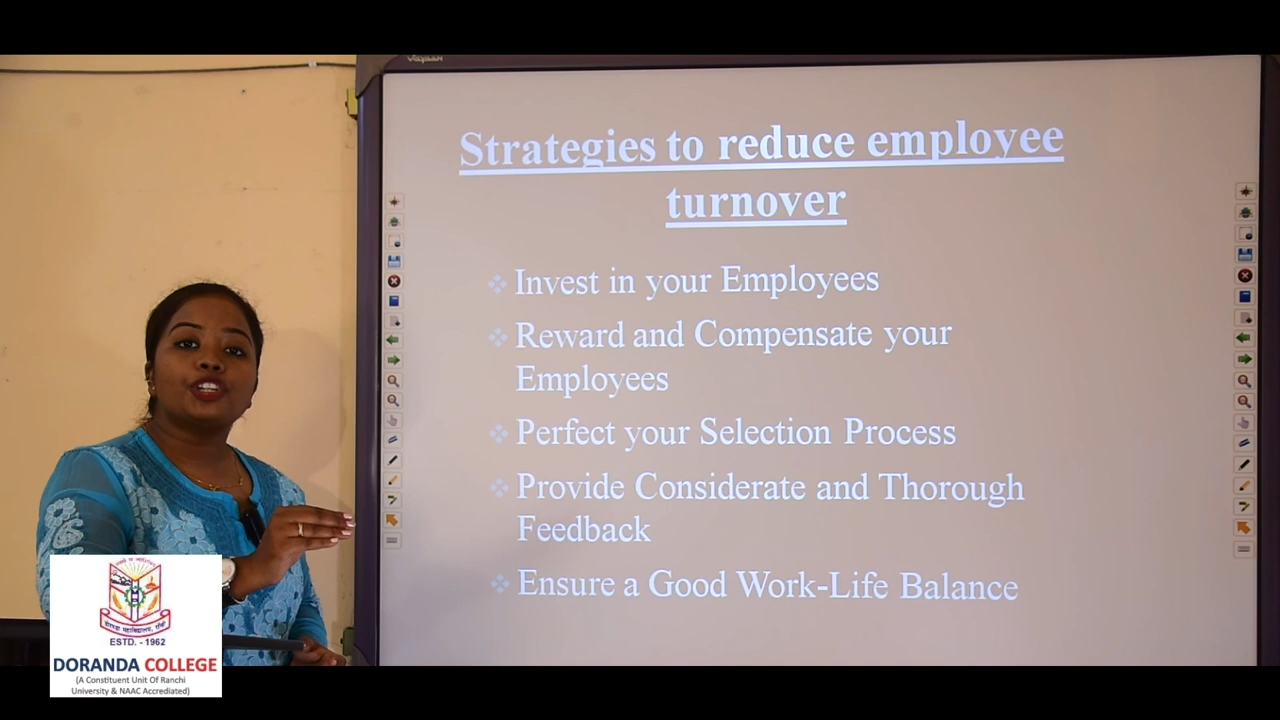 Strategies to reduce employee
turnover
Invest in your Employees
Reward and Compensate your
Employees
Perfect your Selection Process
Provide Considerate and Thorough
Feedback
Ensure a Good Work-Life Balance
ESTD. - 1962
DORANDA COLLEGE
(A Constituent Unit Of Ranchi
University & NAAC Accredited)